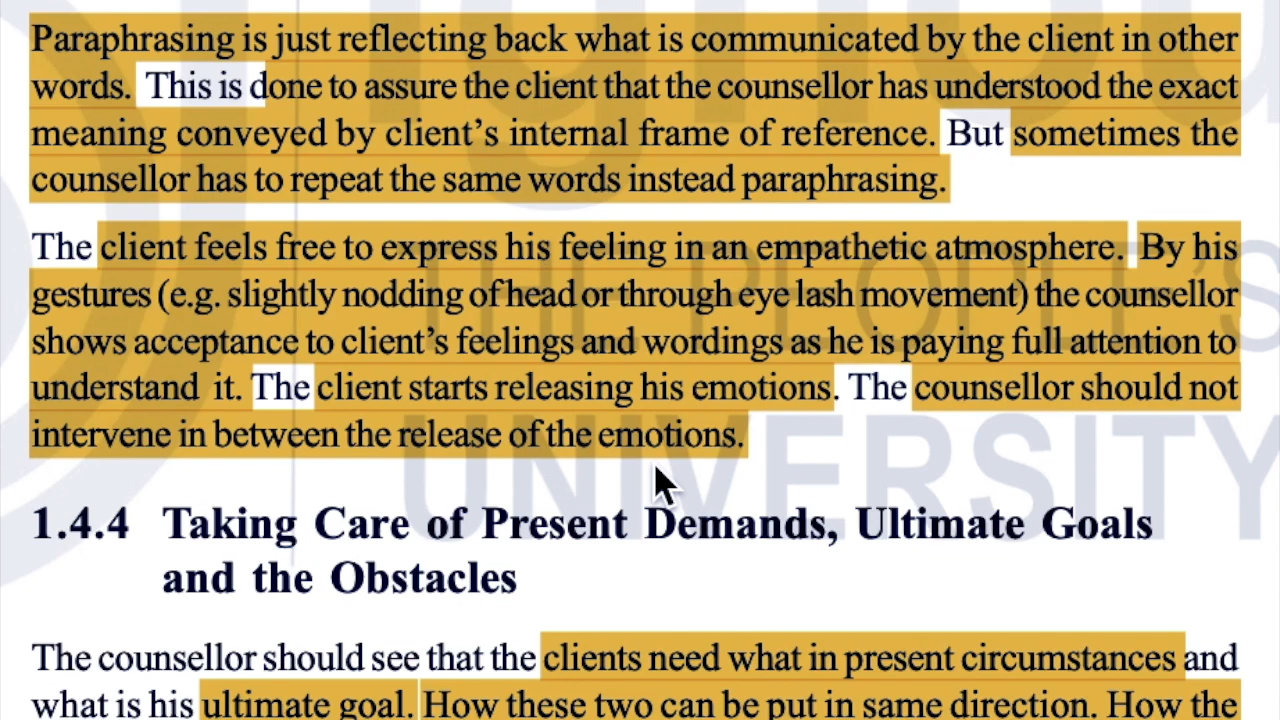 Paraphrasing is just reflecting back what is communicated by the client in other
words. This is done to assure the client that the counsellor has understood the exact
meaning conveyed by client's internal frame of reference. But sometimes the
counsellor has to repeat the same words instead paraphrasing.
The client feels free to express his feeling in an empathetic atmosphere. By his
gestures (e.g. slightly nodding of head or through eye lash movement) the counsellor
shows acceptance to client's feelings and wordings as he is paying full attention to
understand it. The client starts releasing his emotions. The counsellor should not
intervene in between the release of the emotions.
1.4.4 Taking Care of Present Demands, Ultimate Goals
and the Obstacles
The counsellor should see that the clients need what in present circumstances and
what is his ultimate goal. How these two can be put in same direction. How the
ignou
THE PEOPLE'S
UNIVERSITY